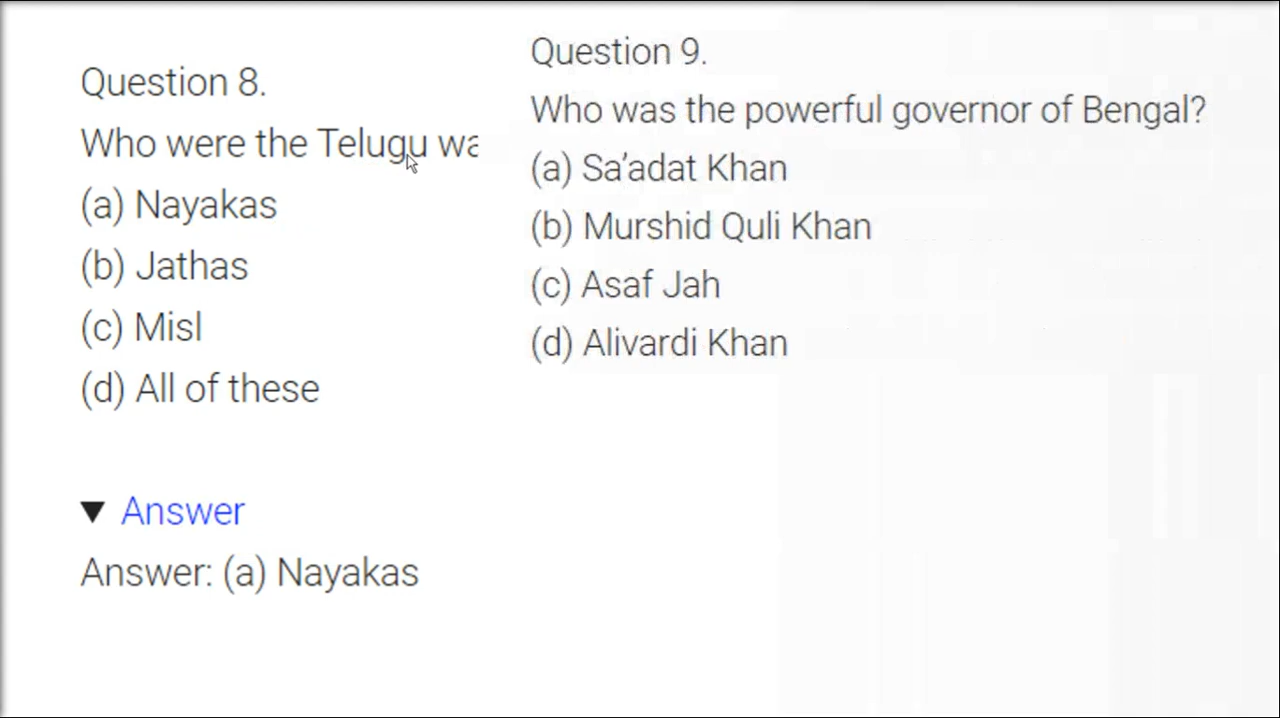 Question 8.
Who were the Telugu
(a) Nayakas
(b) Jathas
(c) Misl
(d) All of these
▼ Answer
Answer: (a) Nayakas
Question 9.
Who was the powerful governor of Bengal?
(a) Sa’adat Khan
(b) Murshid Quli Khan
(c) Asaf Jah
(d) Alivardi Khan